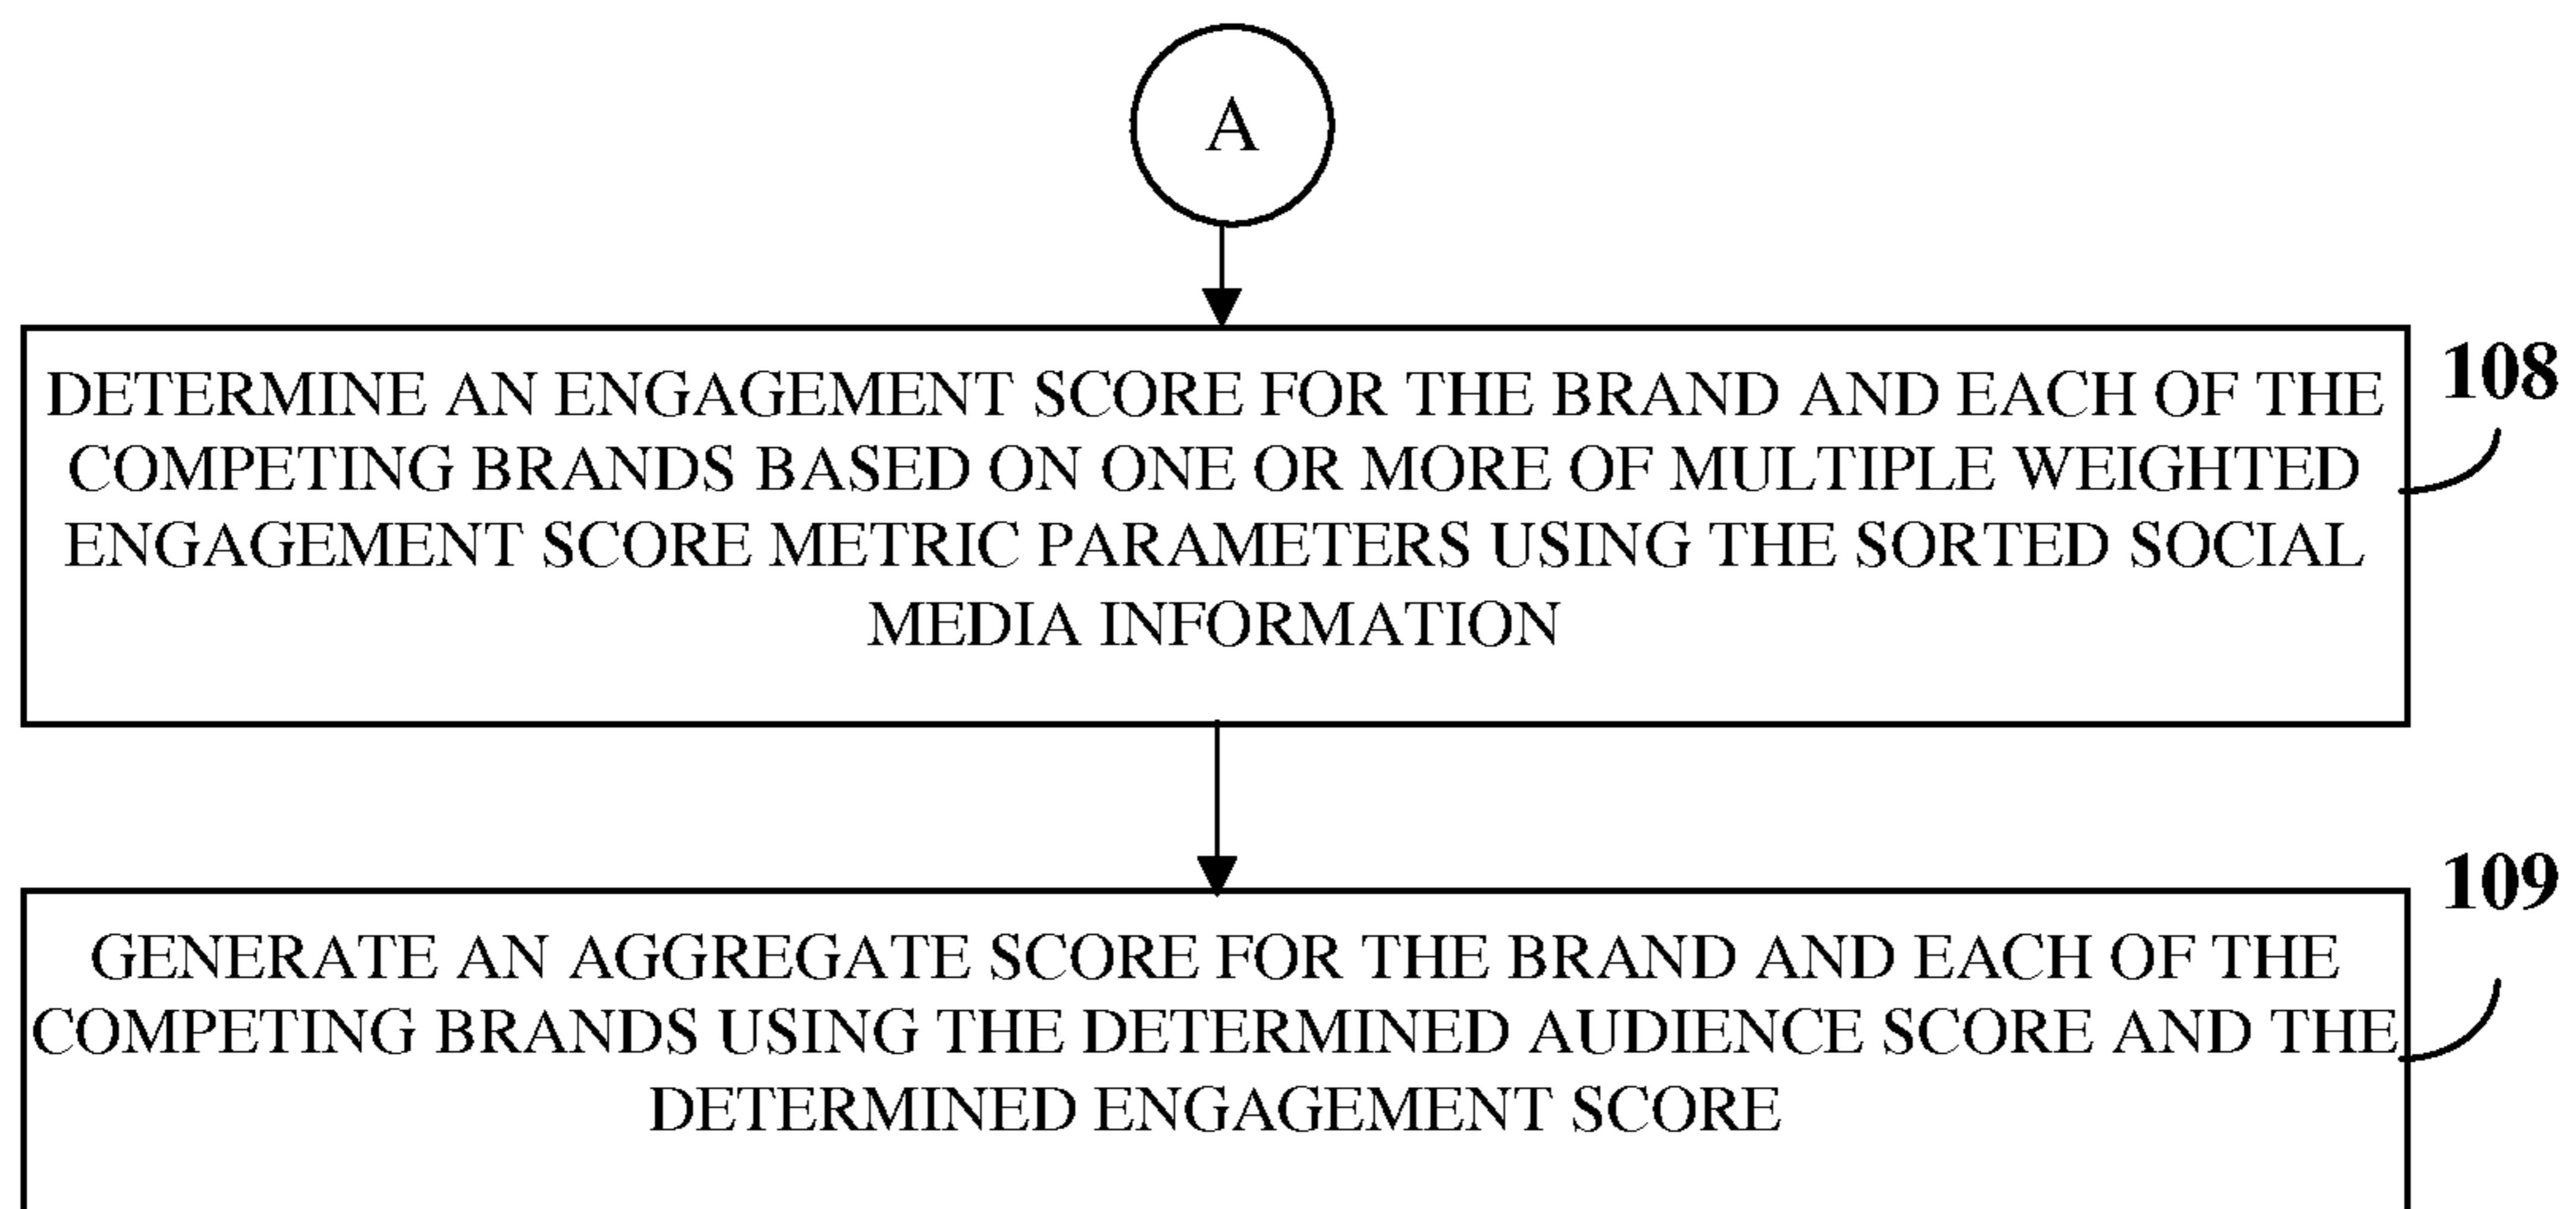 A
DETERMINE AN ENGAGEMENT SCORE FOR THE BRAND AND EACH OF THE
108
COMPETING BRANDS BASED ON ONE OR MORE OF MULTIPLE WEIGHTED
ENGAGEMENT SCORE METRIC PARAMETERS USING THE SORTED SOCIAL
MEDIA INFORMATION
109
GENERATE AN AGGREGATE SCORE FOR THE BRAND AND EACH OF THE
COMPETING BRANDS USING THE DETERMINED AUDIENCE SCORE AND THE
DETERMINED ENGAGEMENT SCORE